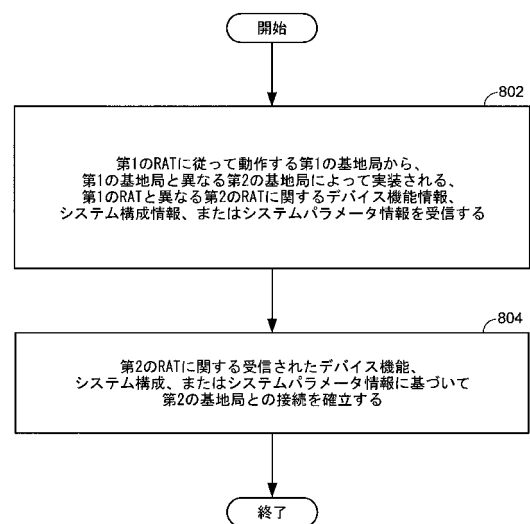 開始
802
第1のRATに従って動作する第1の基地局から、
第1の基地局と異なる第2の基地局によって実装される、
第1のRATと異なる第2のRATに関するデバイス機能情報、
システム構成情報、またはシステムパラメータ情報を受信する
804
第2のRATに関する受信されたデバイス機能、
システム構成、またはシステムパラメータ情報に基づいて
第2の基地局との接続を確立する
終了